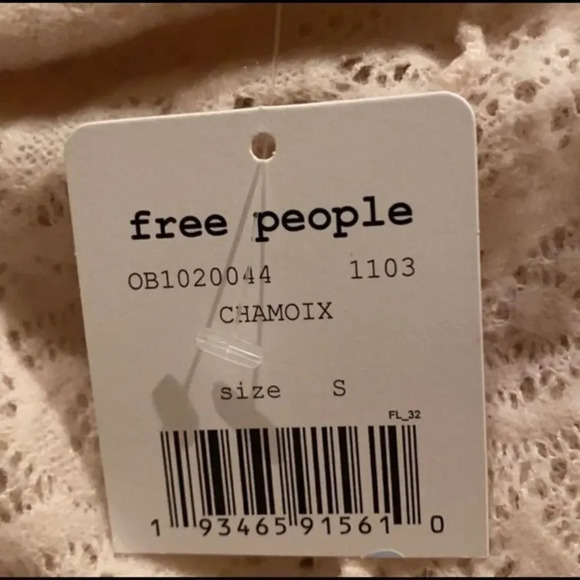 free people
OB1020044 1103
CHAMOIX
size S
FL_32
1 93465 91561 0